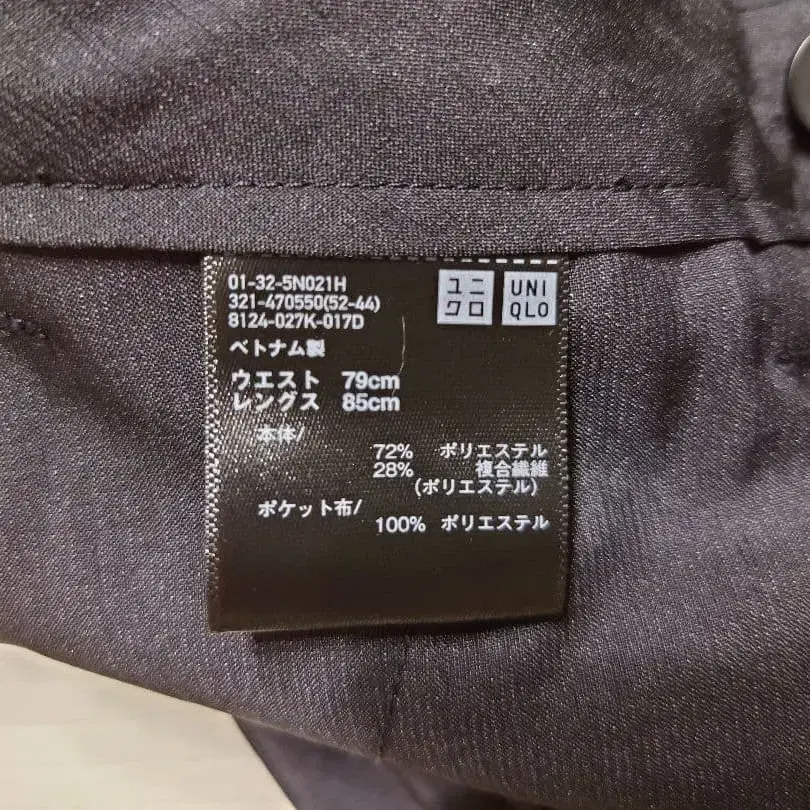 01-32-5N021H
321-470550(52-44)
8124-027K-017D
ユニ
クロ
UNI
QLO
ベトナム製
ウエスト 79cm
レングス 85cm
本体/
72% ポリエステル
28% 複合繊維
(ポリエステル)
ポケット布/
100% ポリエステル